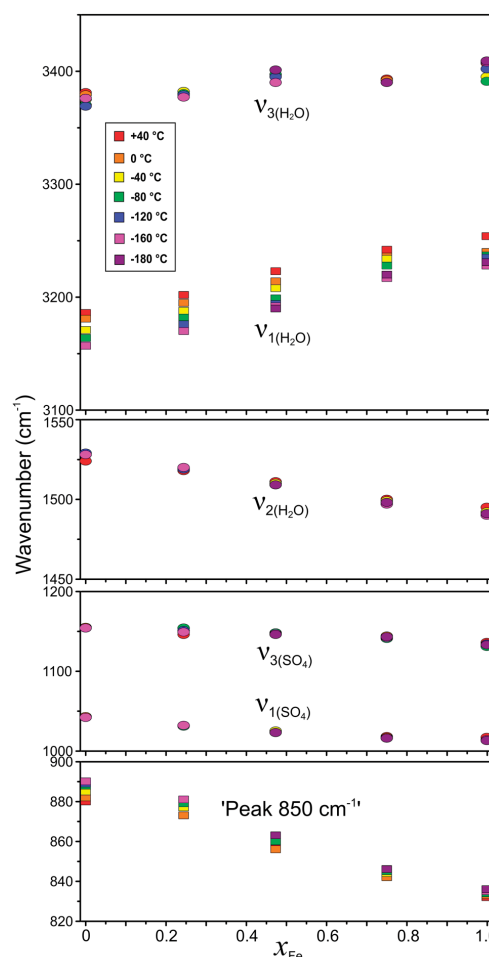 3400
ν3(H₂O)
+40 °C
0 °C
-40 °C
-80 °C
-120 °C
-160 °C
-180 °C
3300
3200
ν1(H₂O)
3100
Wavenumber (cm⁻¹)
1550
1500
ν2(H₂O)
1450
1200
1100
ν3(SO₄)
ν1(SO₄)
1000
900
880
'Peak 850 cm⁻¹'
860
840
820
0 0.2 0.4 0.6 0.8 1.0
xFe